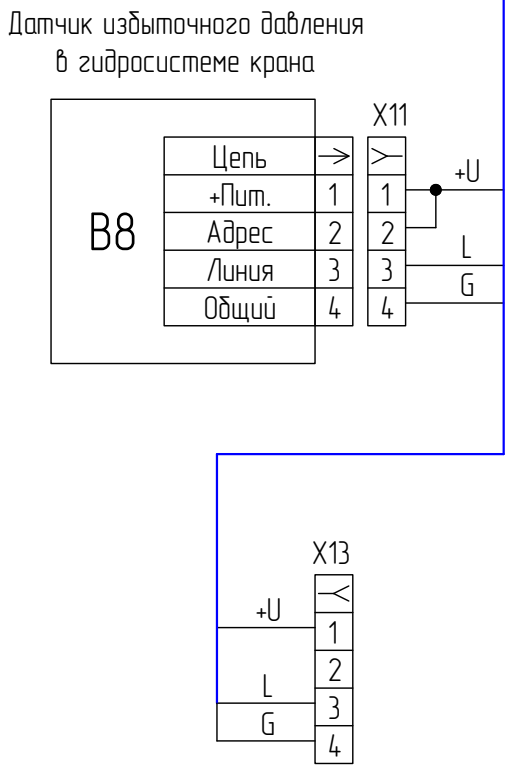 Датчик избыточного давления
в гидросистеме крана
X11
B8
Цепь
+Пит. 1 1 +U
Адрес 2 2
Линия 3 3 L
Общий 4 4 G
X13
+U 1
2
L 3
G 4